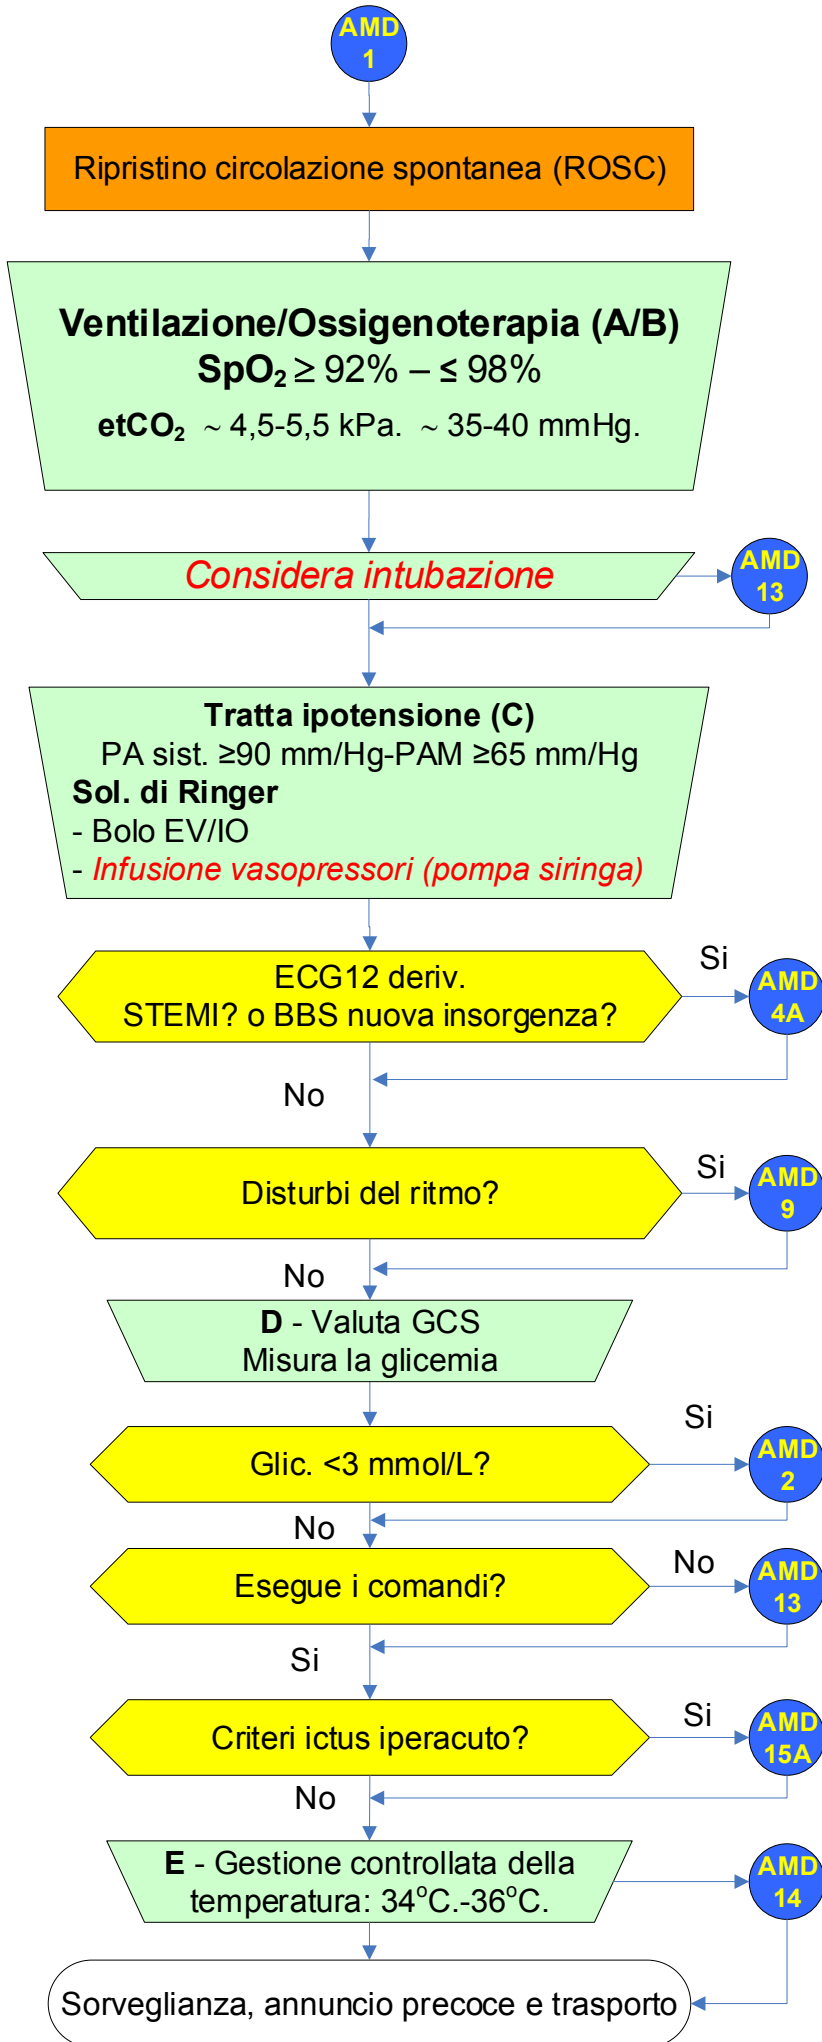 AMD
1
Ripristino circolazione spontanea (ROSC)
Ventilazione/Ossigenoterapia (A/B)
SpO₂ ≥ 92% – ≤ 98%
etCO₂ ~ 4,5-5,5 kPa. ~ 35-40 mmHg.
Considera intubazione
AMD
13
Tratta ipotensione (C)
PA sist. ≥90 mm/Hg-PAM ≥65 mm/Hg
Sol. di Ringer
- Bolo EV/IO
- Infusione vasopressori (pompa siringa)
ECG12 deriv.
STEMI? o BBS nuova insorgenza?
Si
AMD
4A
No
Disturbi del ritmo?
Si
AMD
9
No
D - Valuta GCS
Misura la glicemia
Glic. <3 mmol/L?
Si
AMD
2
No
Esegue i comandi?
No
AMD
13
Si
Criteri ictus iperacuto?
Si
AMD
15A
No
E - Gestione controllata della
temperatura: 34°C.-36°C.
AMD
14
Sorveglianza, annuncio precoce e trasporto